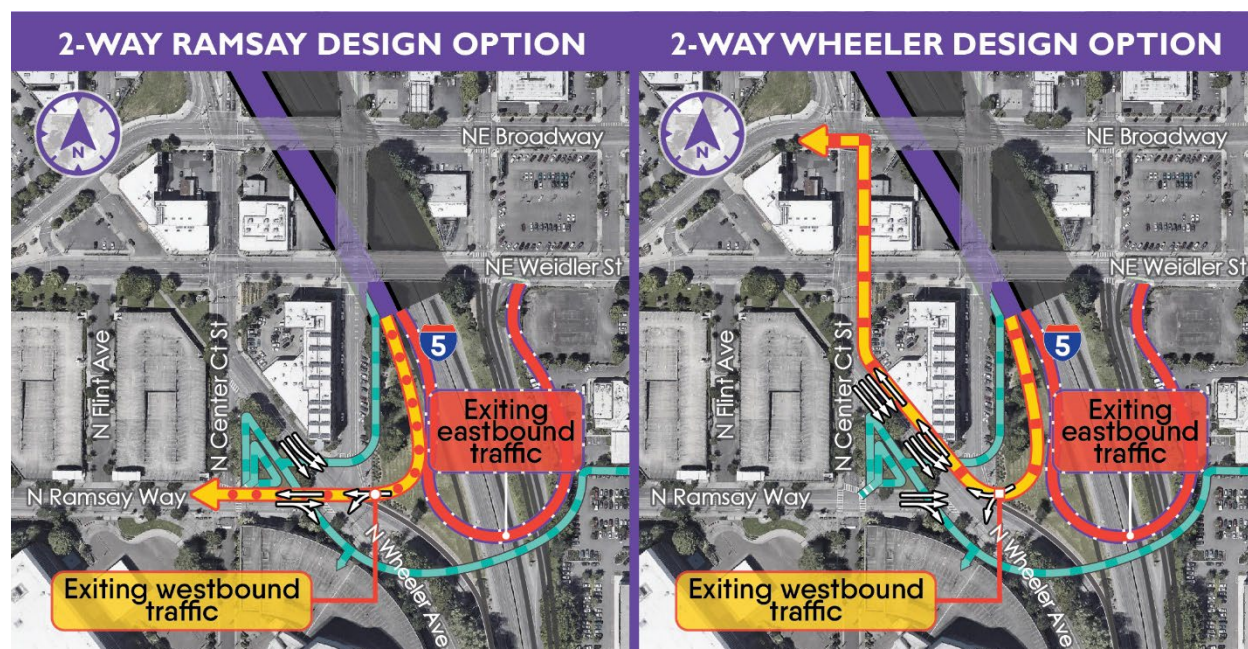 2-WAY RAMSAY DESIGN OPTION
N
NE Broadway
NE Weidler St
N Flint Ave
N Center Ct St
5
Exiting
eastbound
traffic
N Ramsay Way
N Wheeler Ave
Exiting westbound
traffic
2-WAY WHEELER DESIGN OPTION
N
NE Broadway
NE Weidler St
N Flint Ave
N Center Ct St
5
Exiting
eastbound
traffic
N Ramsay Way
N Wheeler Ave
Exiting westbound
traffic